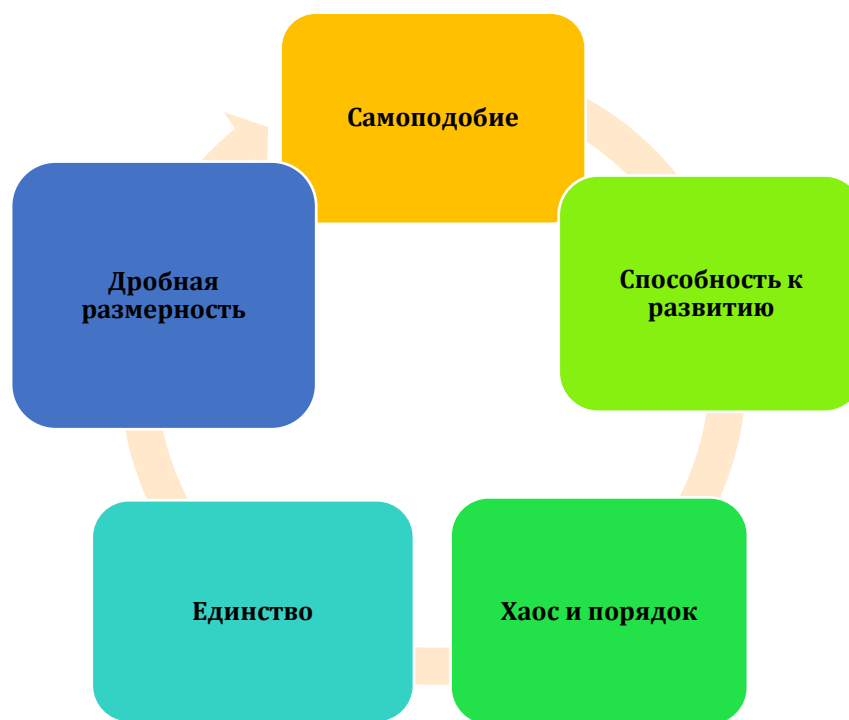 Самоподобие
Способность к
развитию
Хаос и порядок
Единство
Дробная
размерность